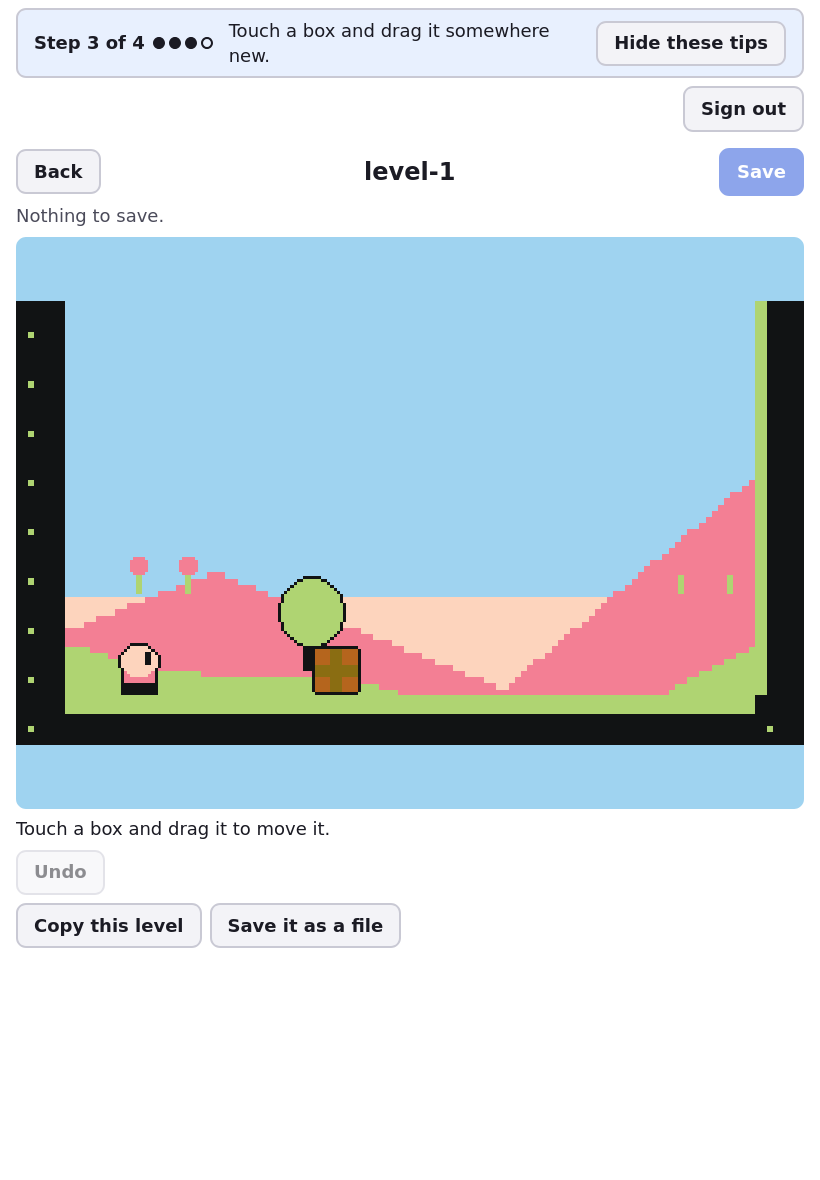 Step 3 of 4
Touch a box and drag it somewhere
new.
Hide these tips
Sign out
Back
level-1
Save
Nothing to save.
Touch a box and drag it to move it.
Undo
Copy this level
Save it as a file